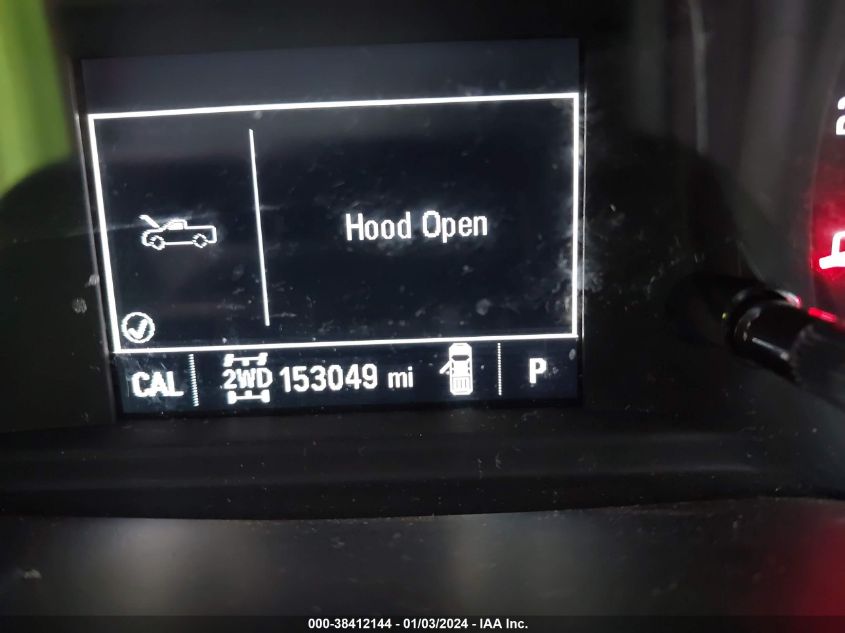 Hood Open
CAL 2WD 153049 mi P
000-38412144 - 01/03/2024 - IAA Inc.